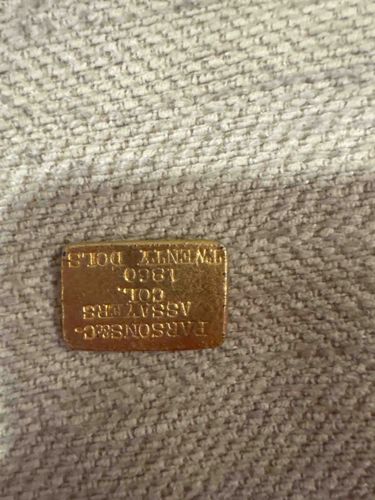 PARSONS&C.
ASSAYERS
COL.
1860
TWENTY DOLS